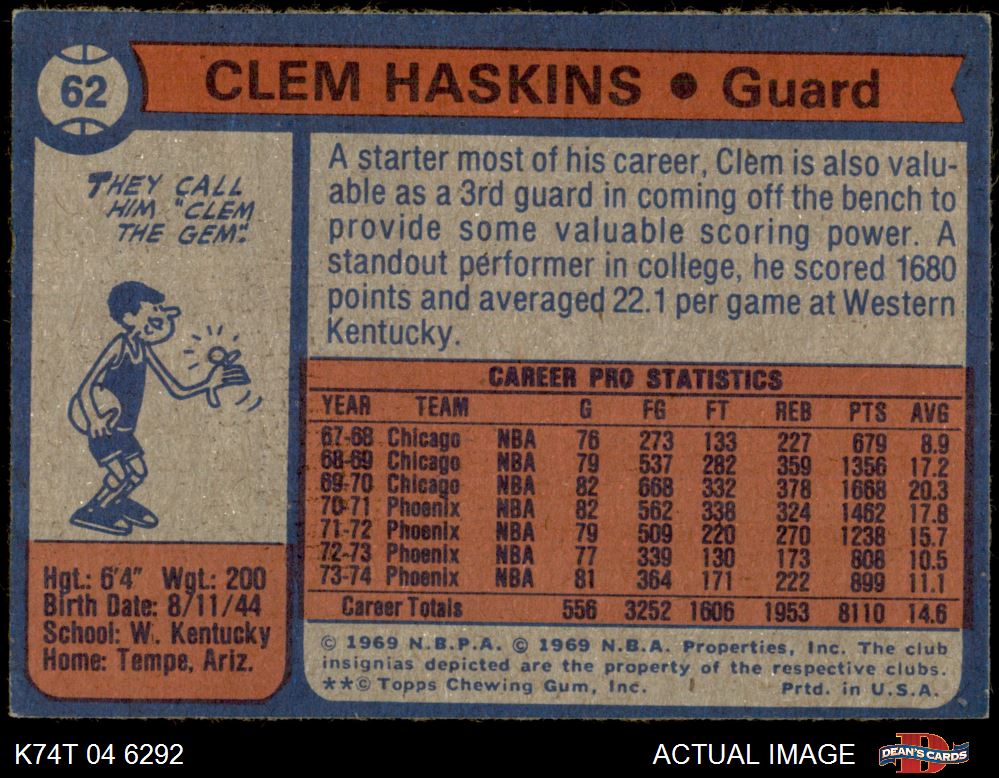 62
CLEM HASKINS ● Guard
THEY CALL
HIM "CLEM
THE GEM."
A starter most of his career, Clem is also valu-
able as a 3rd guard in coming off the bench to
provide some valuable scoring power. A
standout performer in college, he scored 1680
points and averaged 22.1 per game at Western
Kentucky.
CAREER PRO STATISTICS
YEAR TEAM G FG FT REB PTS AVG
67-68 Chicago NBA 76 273 133 227 679 8.9
68-69 Chicago NBA 79 537 282 359 1356 17.2
69-70 Chicago NBA 82 668 332 378 1668 20.3
70-71 Phoenix NBA 82 562 338 324 1462 17.8
71-72 Phoenix NBA 79 509 220 270 1238 15.7
72-73 Phoenix NBA 77 339 130 173 808 10.5
73-74 Phoenix NBA 81 364 171 222 899 11.1
Career Totals 556 3252 1606 1953 8110 14.6
Hgt.: 6'4" Wgt.: 200
Birth Date: 8/11/44
School: W. Kentucky
Home: Tempe, Ariz.
© 1969 N.B.P.A. © 1969 N.B.A. Properties, Inc. The club
insignias depicted are the property of the respective clubs.
**© Topps Chewing Gum, Inc. Prtd. in U.S.A.
K74T 04 6292
ACTUAL IMAGE
D
DEAN'S CARDS